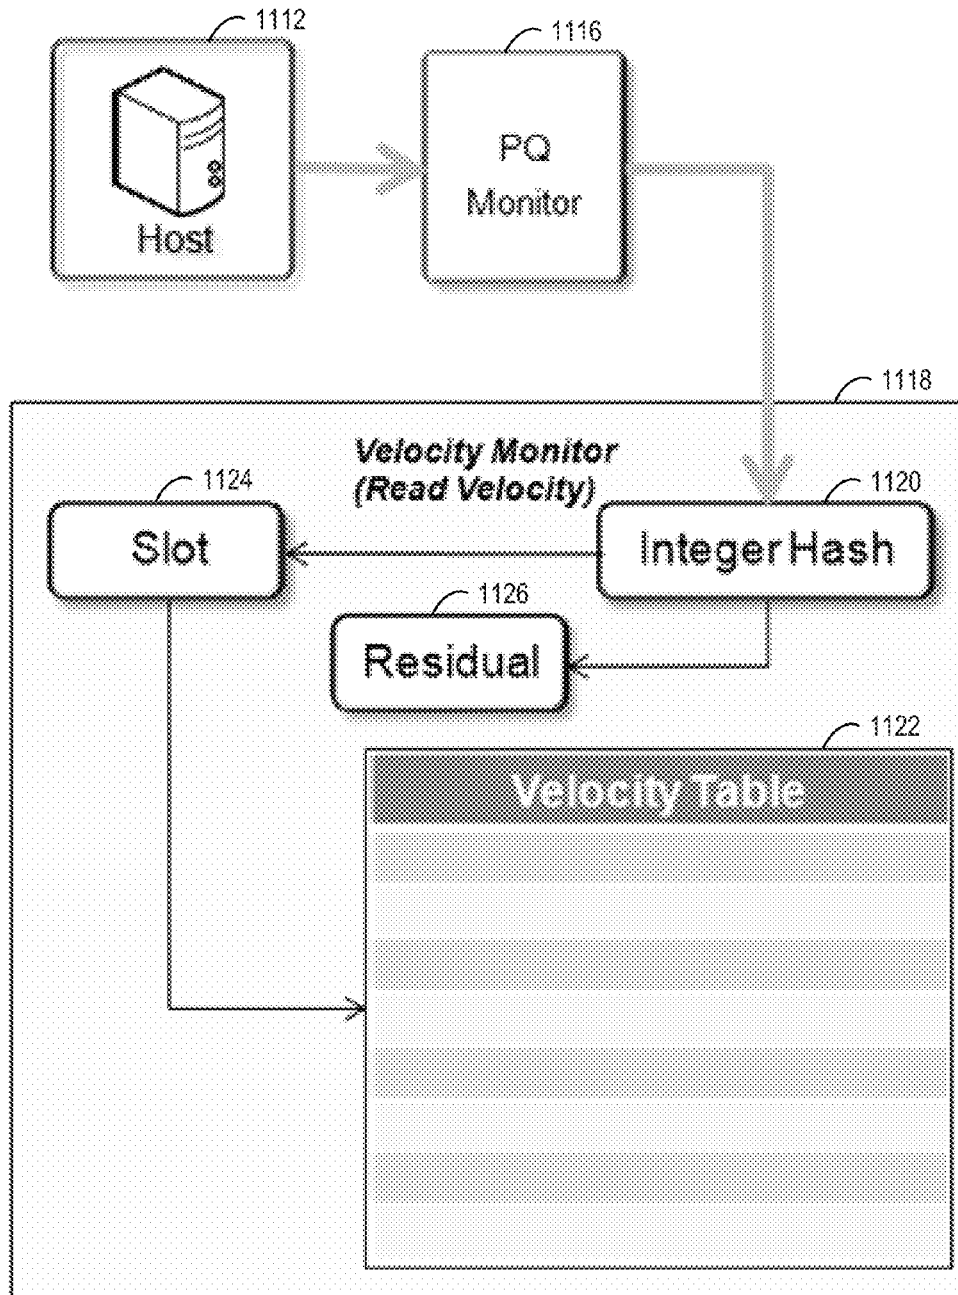 1112
1116
PQ
Monitor
Host
1118
Velocity Monitor
(Read Velocity)
1124
1120
Slot
Integer Hash
1126
Residual
1122
Velocity Table